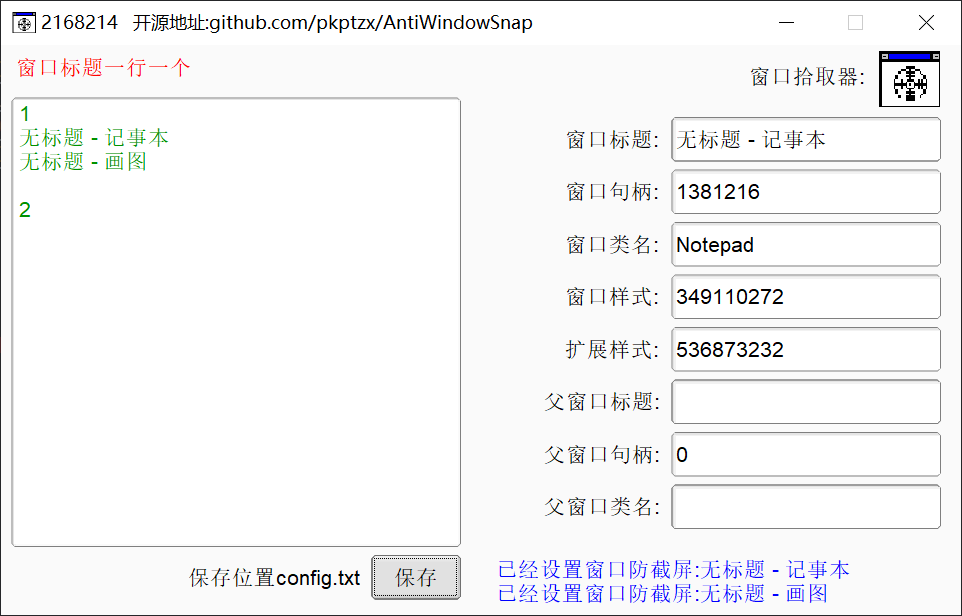 2168214 开源地址:github.com/pkptzx/AntiWindowSnap
窗口标题一行一个
1
无标题 - 记事本
无标题 - 画图
2
保存位置config.txt
保存
窗口拾取器:
窗口标题: 无标题 - 记事本
窗口句柄: 1381216
窗口类名: Notepad
窗口样式: 349110272
扩展样式: 536873232
父窗口标题:
父窗口句柄: 0
父窗口类名:
已经设置窗口防截屏:无标题 - 记事本
已经设置窗口防截屏:无标题 - 画图